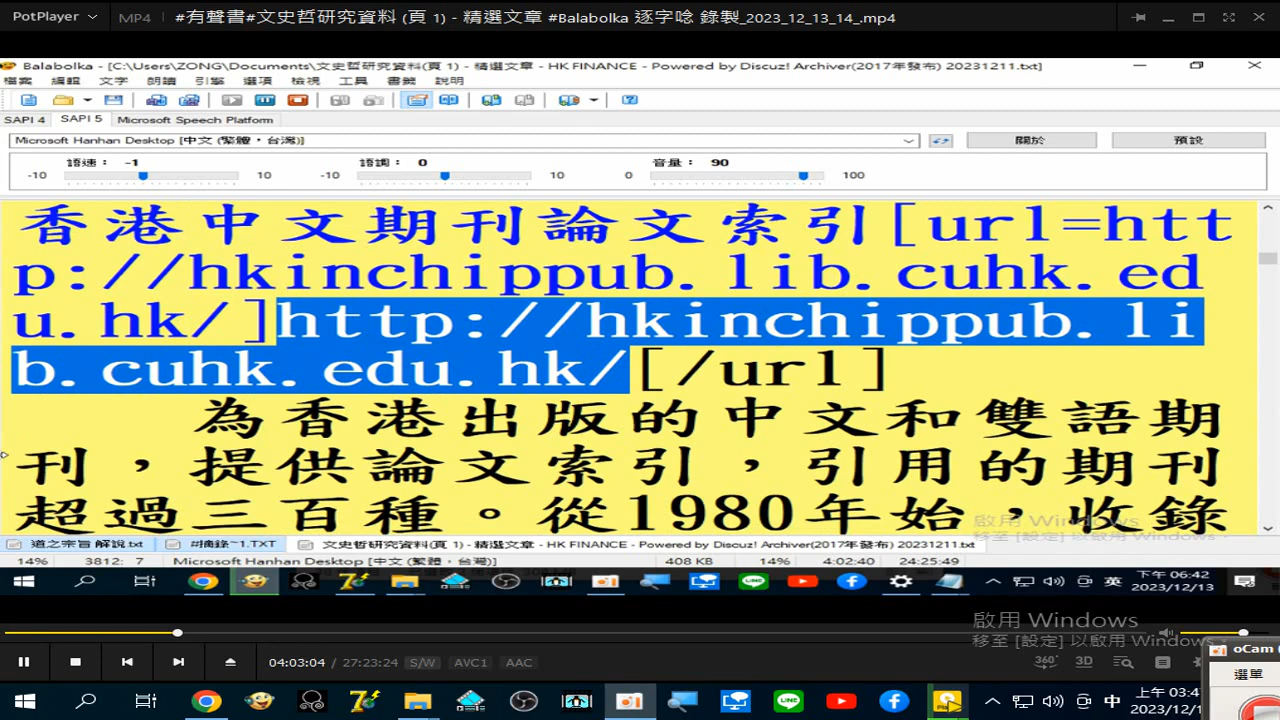 PotPlayer
MP4
#有聲書#文史哲研究資料 (頁 1) - 精選文章 #Balabolka 逐字唸 錄製_2023_12_13_14_.mp4
Balabolka - [C:\Users\ZONG\Documents\文史哲研究資料(頁 1) - 精選文章 - HK FINANCE - Powered by Discuz! Archiver(2017年發布) 20231211.txt]
檔案 編輯 文字 朗讀 引擎 選項 檢視 工具 書籤 說明
SAPI 4 SAPI 5 Microsoft Speech Platform
Microsoft Hanhan Desktop [中文 (繁體，台灣)]
關於 預設
語速： -1 語調： 0 音量： 90
-10 10 -10 10 0 100
香港中文期刊論文索引[url=htt
p://hkinchippub.lib.cuhk.ed
u.hk/]http://hkinchippub.li
b.cuhk.edu.hk/[/url]
為香港出版的中文和雙語期
刊，提供論文索引，引用的期刊
超過三百種。從1980年始，收錄
啟用 Windows
移至 [設定] 以啟用 Windows。
道之宗旨 解說.txt #摘錄~1.TXT 文史哲研究資料(頁 1) - 精選文章 - HK FINANCE - Powered by Discuz! Archiver(2017年發布) 20231211.txt
14% 3812: 7 Microsoft Hanhan Desktop [中文 (繁體，台灣)] 408 KB 14% 4:02:40 24:25:49
英 下午 06:42
2023/12/13
啟用 Windows
移至 [設定] 以啟用 Windows。
04:03:04 / 27:23:24 S/W AVC1 AAC
360° 3D
oCam
選單
中 上午 03:4
2023/12/1